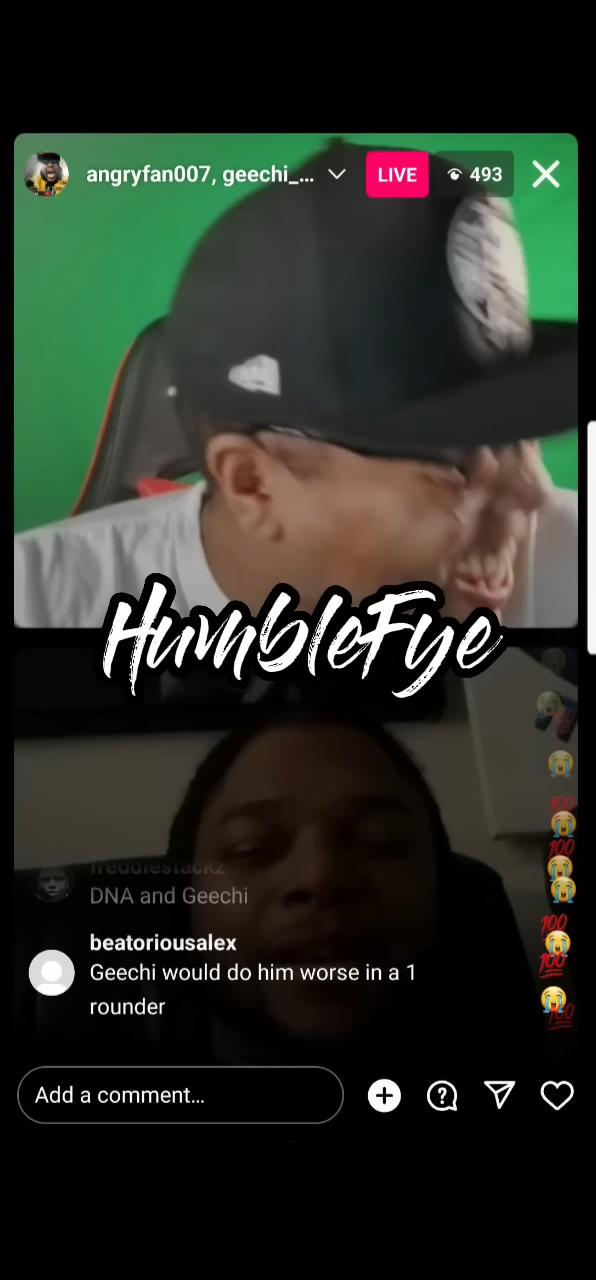 angryfan007, geechi_...
LIVE
493
HumbleFye
freddiestackz
DNA and Geechi
beatoriousalex
Geechi would do him worse in a 1
rounder
Add a comment...